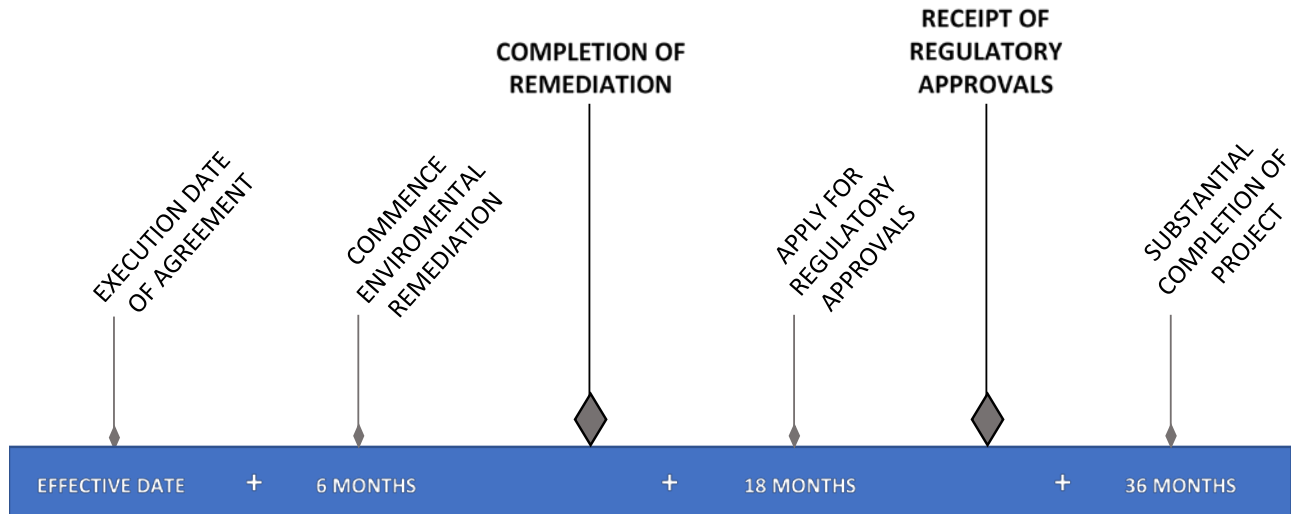 RECEIPT OF
REGULATORY
APPROVALS
COMPLETION OF
REMEDIATION
EXECUTION DATE
OF AGREEMENT
COMMENCE
ENVIROMENTAL
REMEDIATION
APPLY FOR
REGULATORY
APPROVALS
SUBSTANTIAL
COMPLETION OF
PROJECT
EFFECTIVE DATE + 6 MONTHS + 18 MONTHS + 36 MONTHS